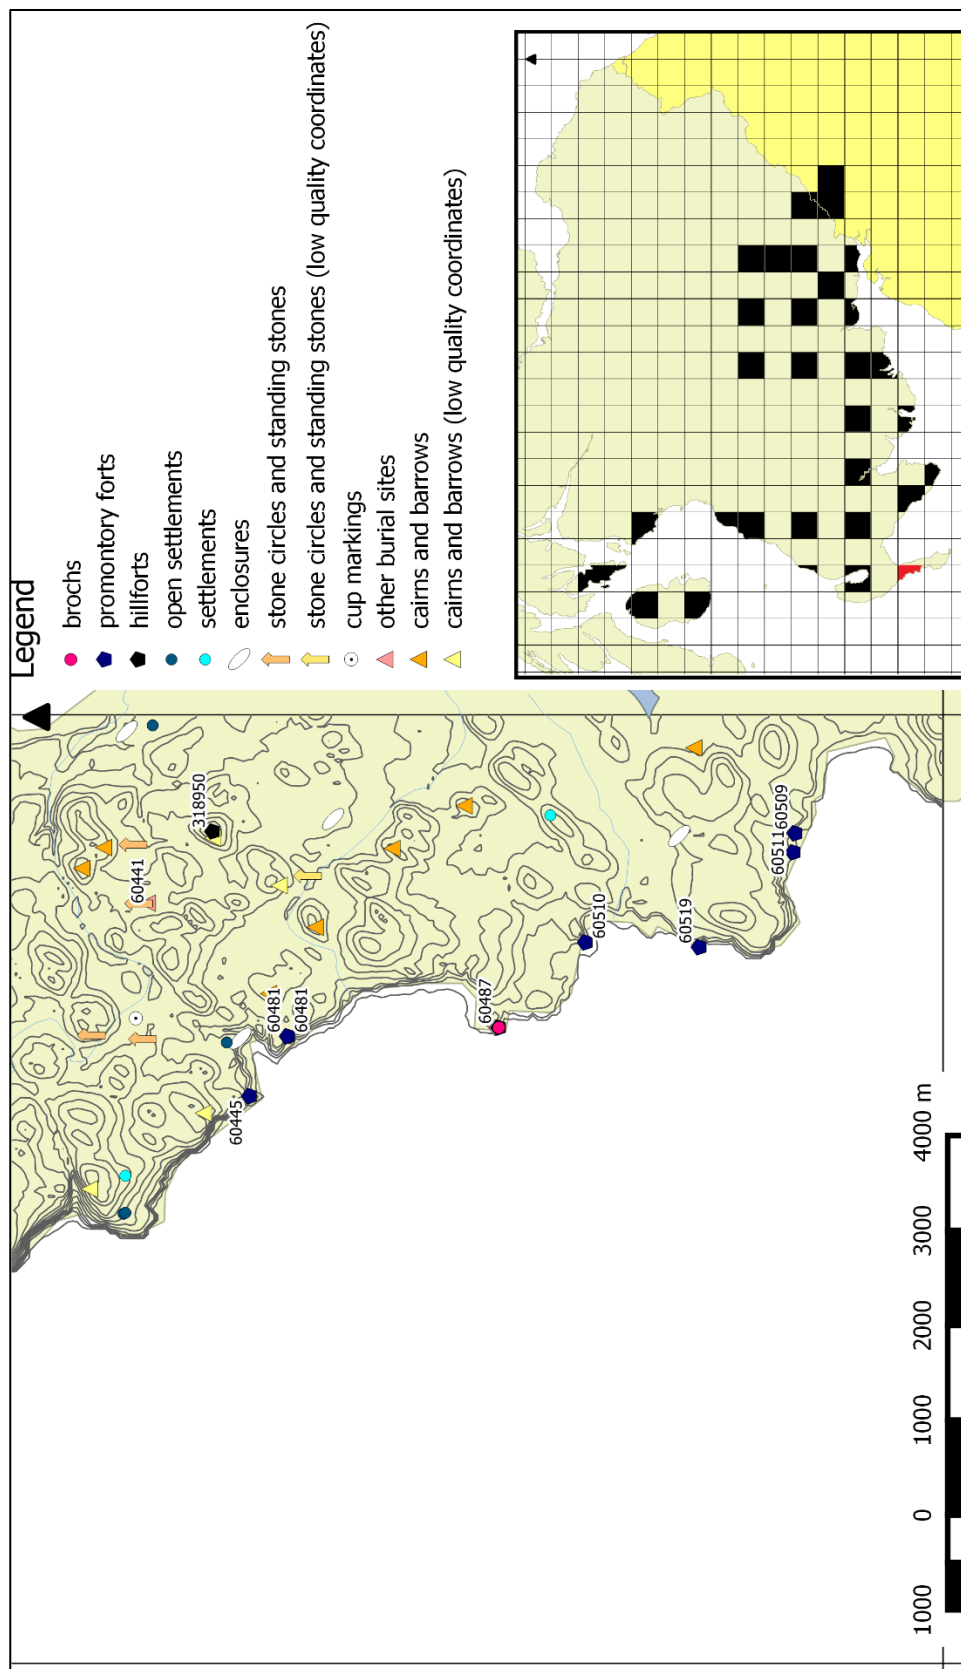 Legend
brochs
promontory forts
hillforts
open settlements
settlements
enclosures
stone circles and standing stones
stone circles and standing stones (low quality coordinates)
cup markings
other burial sites
cairns and barrows
cairns and barrows (low quality coordinates)
60441
318950
60481
60481
60445
60487
60510
60519
60511
60509
1000 0 1000 2000 3000 4000 m